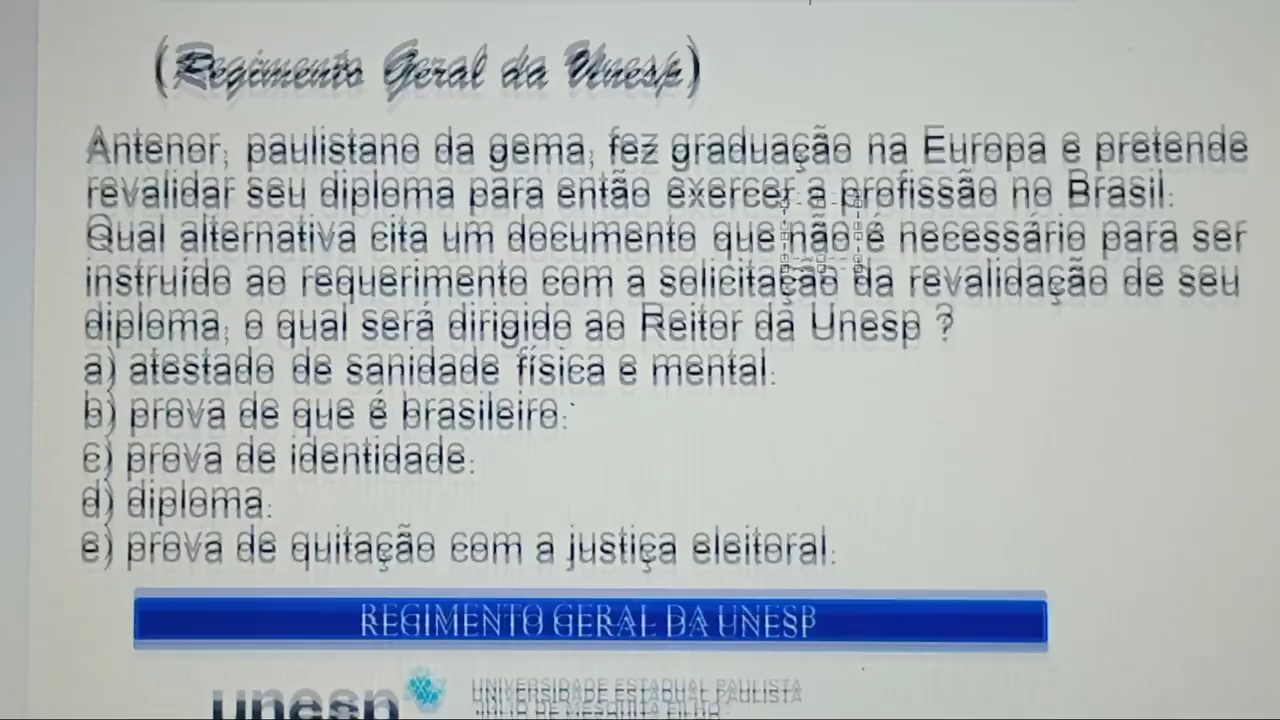 (Regimento Geral da Unesp)
Antenor, paulistano da gema, fez graduação na Europa e pretende
revalidar seu diploma para então exercer a profissão no Brasil.
Qual alternativa cita um documento que não é necessário para ser
instruído ao requerimento com a solicitação da revalidação de seu
diploma, o qual será dirigido ao Reitor da Unesp ?
a) atestado de sanidade física e mental.
b) prova de que é brasileiro.
c) prova de identidade.
d) diploma.
e) prova de quitação com a justiça eleitoral.
REGIMENTO GERAL DA UNESP
unesp
UNIVERSIDADE ESTADUAL PAULISTA
"JÚLIO DE MESQUITA FILHO"